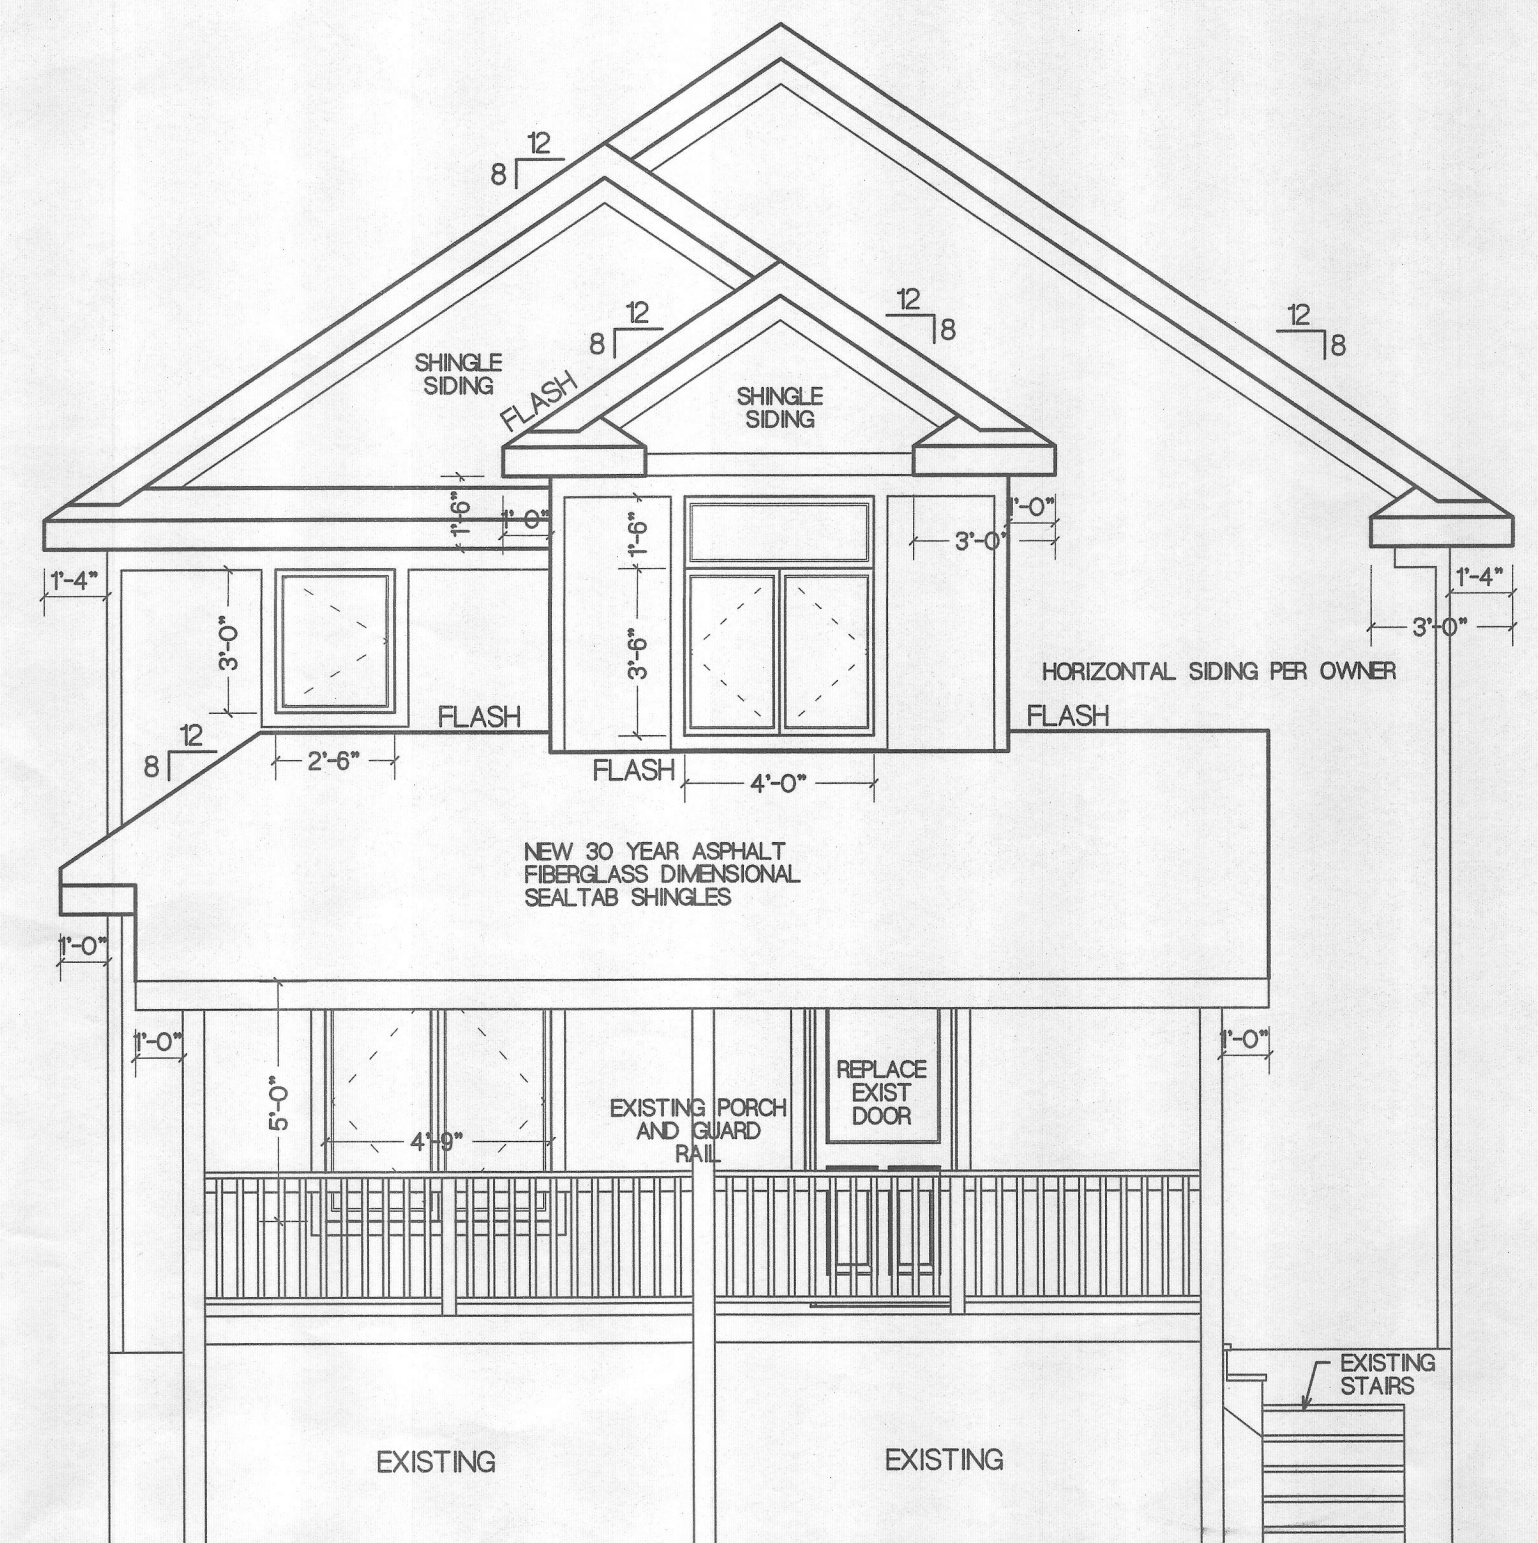 12
8
12
8
12
8
12
8
SHINGLE
SIDING
FLASH
SHINGLE
SIDING
1'-6"
1'-0"
1'-6"
1'-0"
3'-0"
1'-4"
1'-4"
3'-0"
3'-0"
3'-6"
HORIZONTAL SIDING PER OWNER
FLASH
FLASH
12
8
2'-6"
FLASH
4'-0"
NEW 30 YEAR ASPHALT
FIBERGLASS DIMENSIONAL
SEALTAB SHINGLES
1'-0"
1'-0"
1'-0"
5'-0"
4'-9"
EXISTING PORCH
AND GUARD
RAIL
REPLACE
EXIST
DOOR
EXISTING
STAIRS
EXISTING
EXISTING